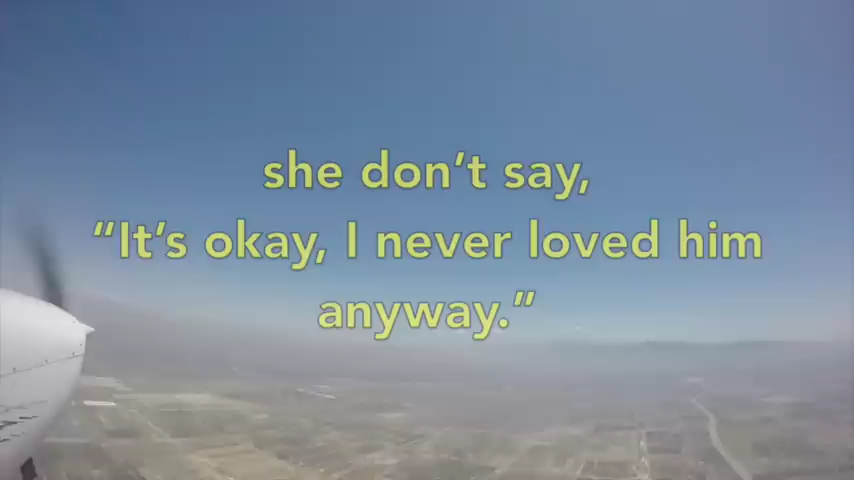 she don’t say,
“It’s okay, I never loved him
anyway.”